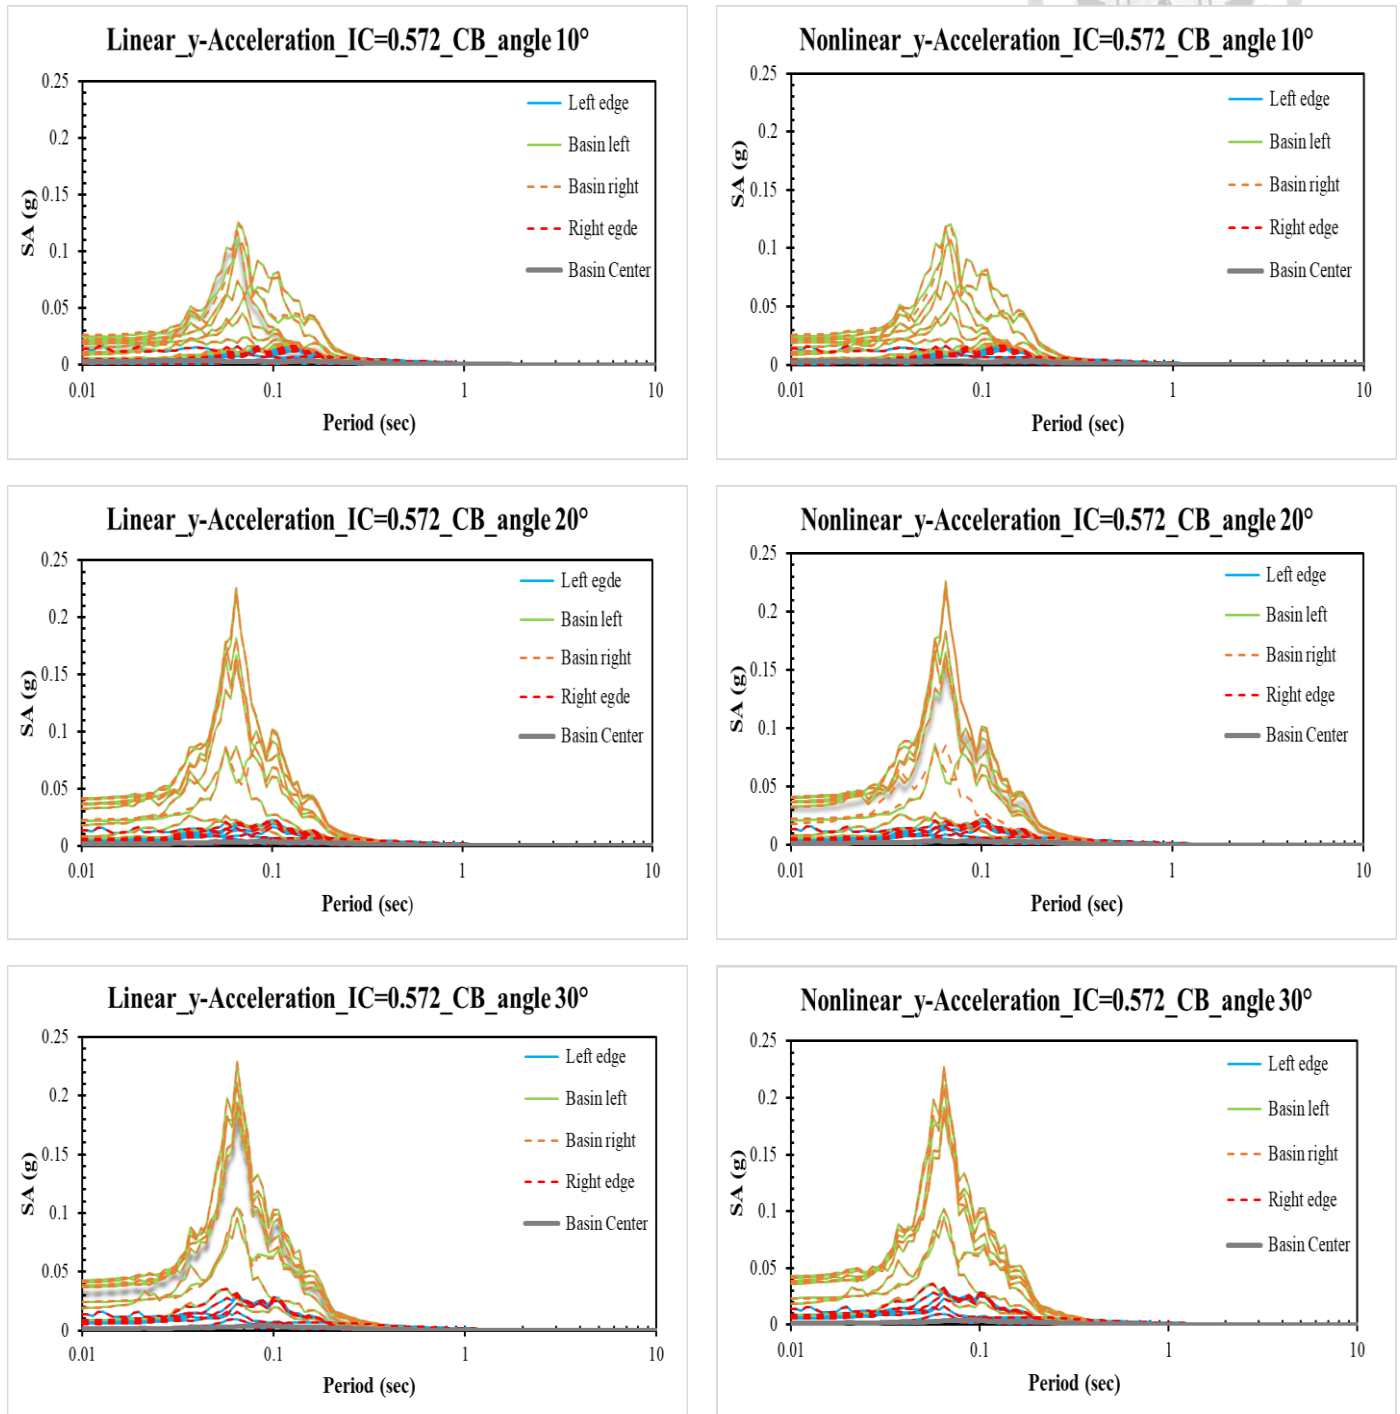 Linear_y-Acceleration_IC=0.572_CB_angle 10°
0.25
0.2
0.15
0.1
0.05
0
SA (g)
Left edge
Basin left
Basin right
Right egde
Basin Center
0.01 0.1 1 10
Period (sec)
Nonlinear_y-Acceleration_IC=0.572_CB_angle 10°
0.25
0.2
0.15
0.1
0.05
0
SA (g)
Left edge
Basin left
Basin right
Right edge
Basin Center
0.01 0.1 1 10
Period (sec)
Linear_y-Acceleration_IC=0.572_CB_angle 20°
0.25
0.2
0.15
0.1
0.05
0
SA (g)
Left egde
Basin left
Basin right
Right egde
Basin Center
0.01 0.1 1 10
Period (sec)
Nonlinear_y-Acceleration_IC=0.572_CB_angle 20°
0.25
0.2
0.15
0.1
0.05
0
SA (g)
Left edge
Basin left
Basin right
Right edge
Basin Center
0.01 0.1 1 10
Period (sec)
Linear_y-Acceleration_IC=0.572_CB_angle 30°
0.25
0.2
0.15
0.1
0.05
0
SA (g)
Left edge
Basin left
Basin right
Right edge
Basin Center
0.01 0.1 1 10
Period (sec)
Nonlinear_y-Acceleration_IC=0.572_CB_angle 30°
0.25
0.2
0.15
0.1
0.05
0
SA (g)
Left edge
Basin left
Basin right
Right edge
Basin Center
0.01 0.1 1 10
Period (sec)